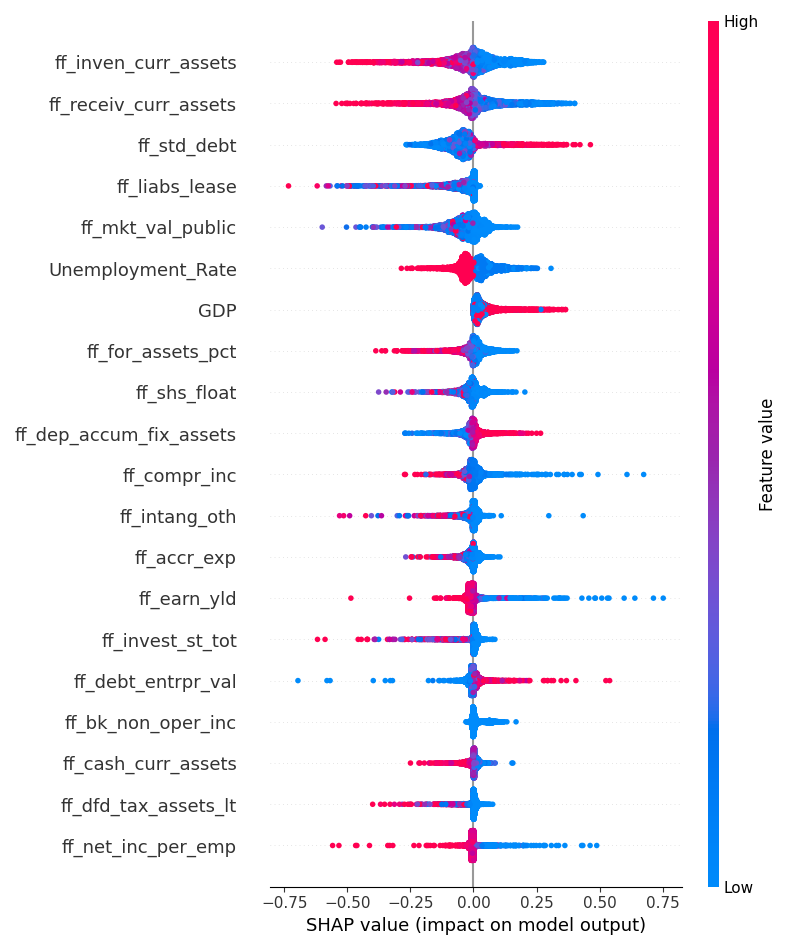 High
ff_inven_curr_assets
ff_receiv_curr_assets
ff_std_debt
ff_liabs_lease
ff_mkt_val_public
Unemployment_Rate
GDP
ff_for_assets_pct
ff_shs_float
ff_dep_accum_fix_assets
ff_compr_inc
ff_intang_oth
ff_accr_exp
ff_earn_yld
ff_invest_st_tot
ff_debt_entrpr_val
ff_bk_non_oper_inc
ff_cash_curr_assets
ff_dfd_tax_assets_lt
ff_net_inc_per_emp
Feature value
Low
−0.75 −0.50 −0.25 0.00 0.25 0.50 0.75
SHAP value (impact on model output)